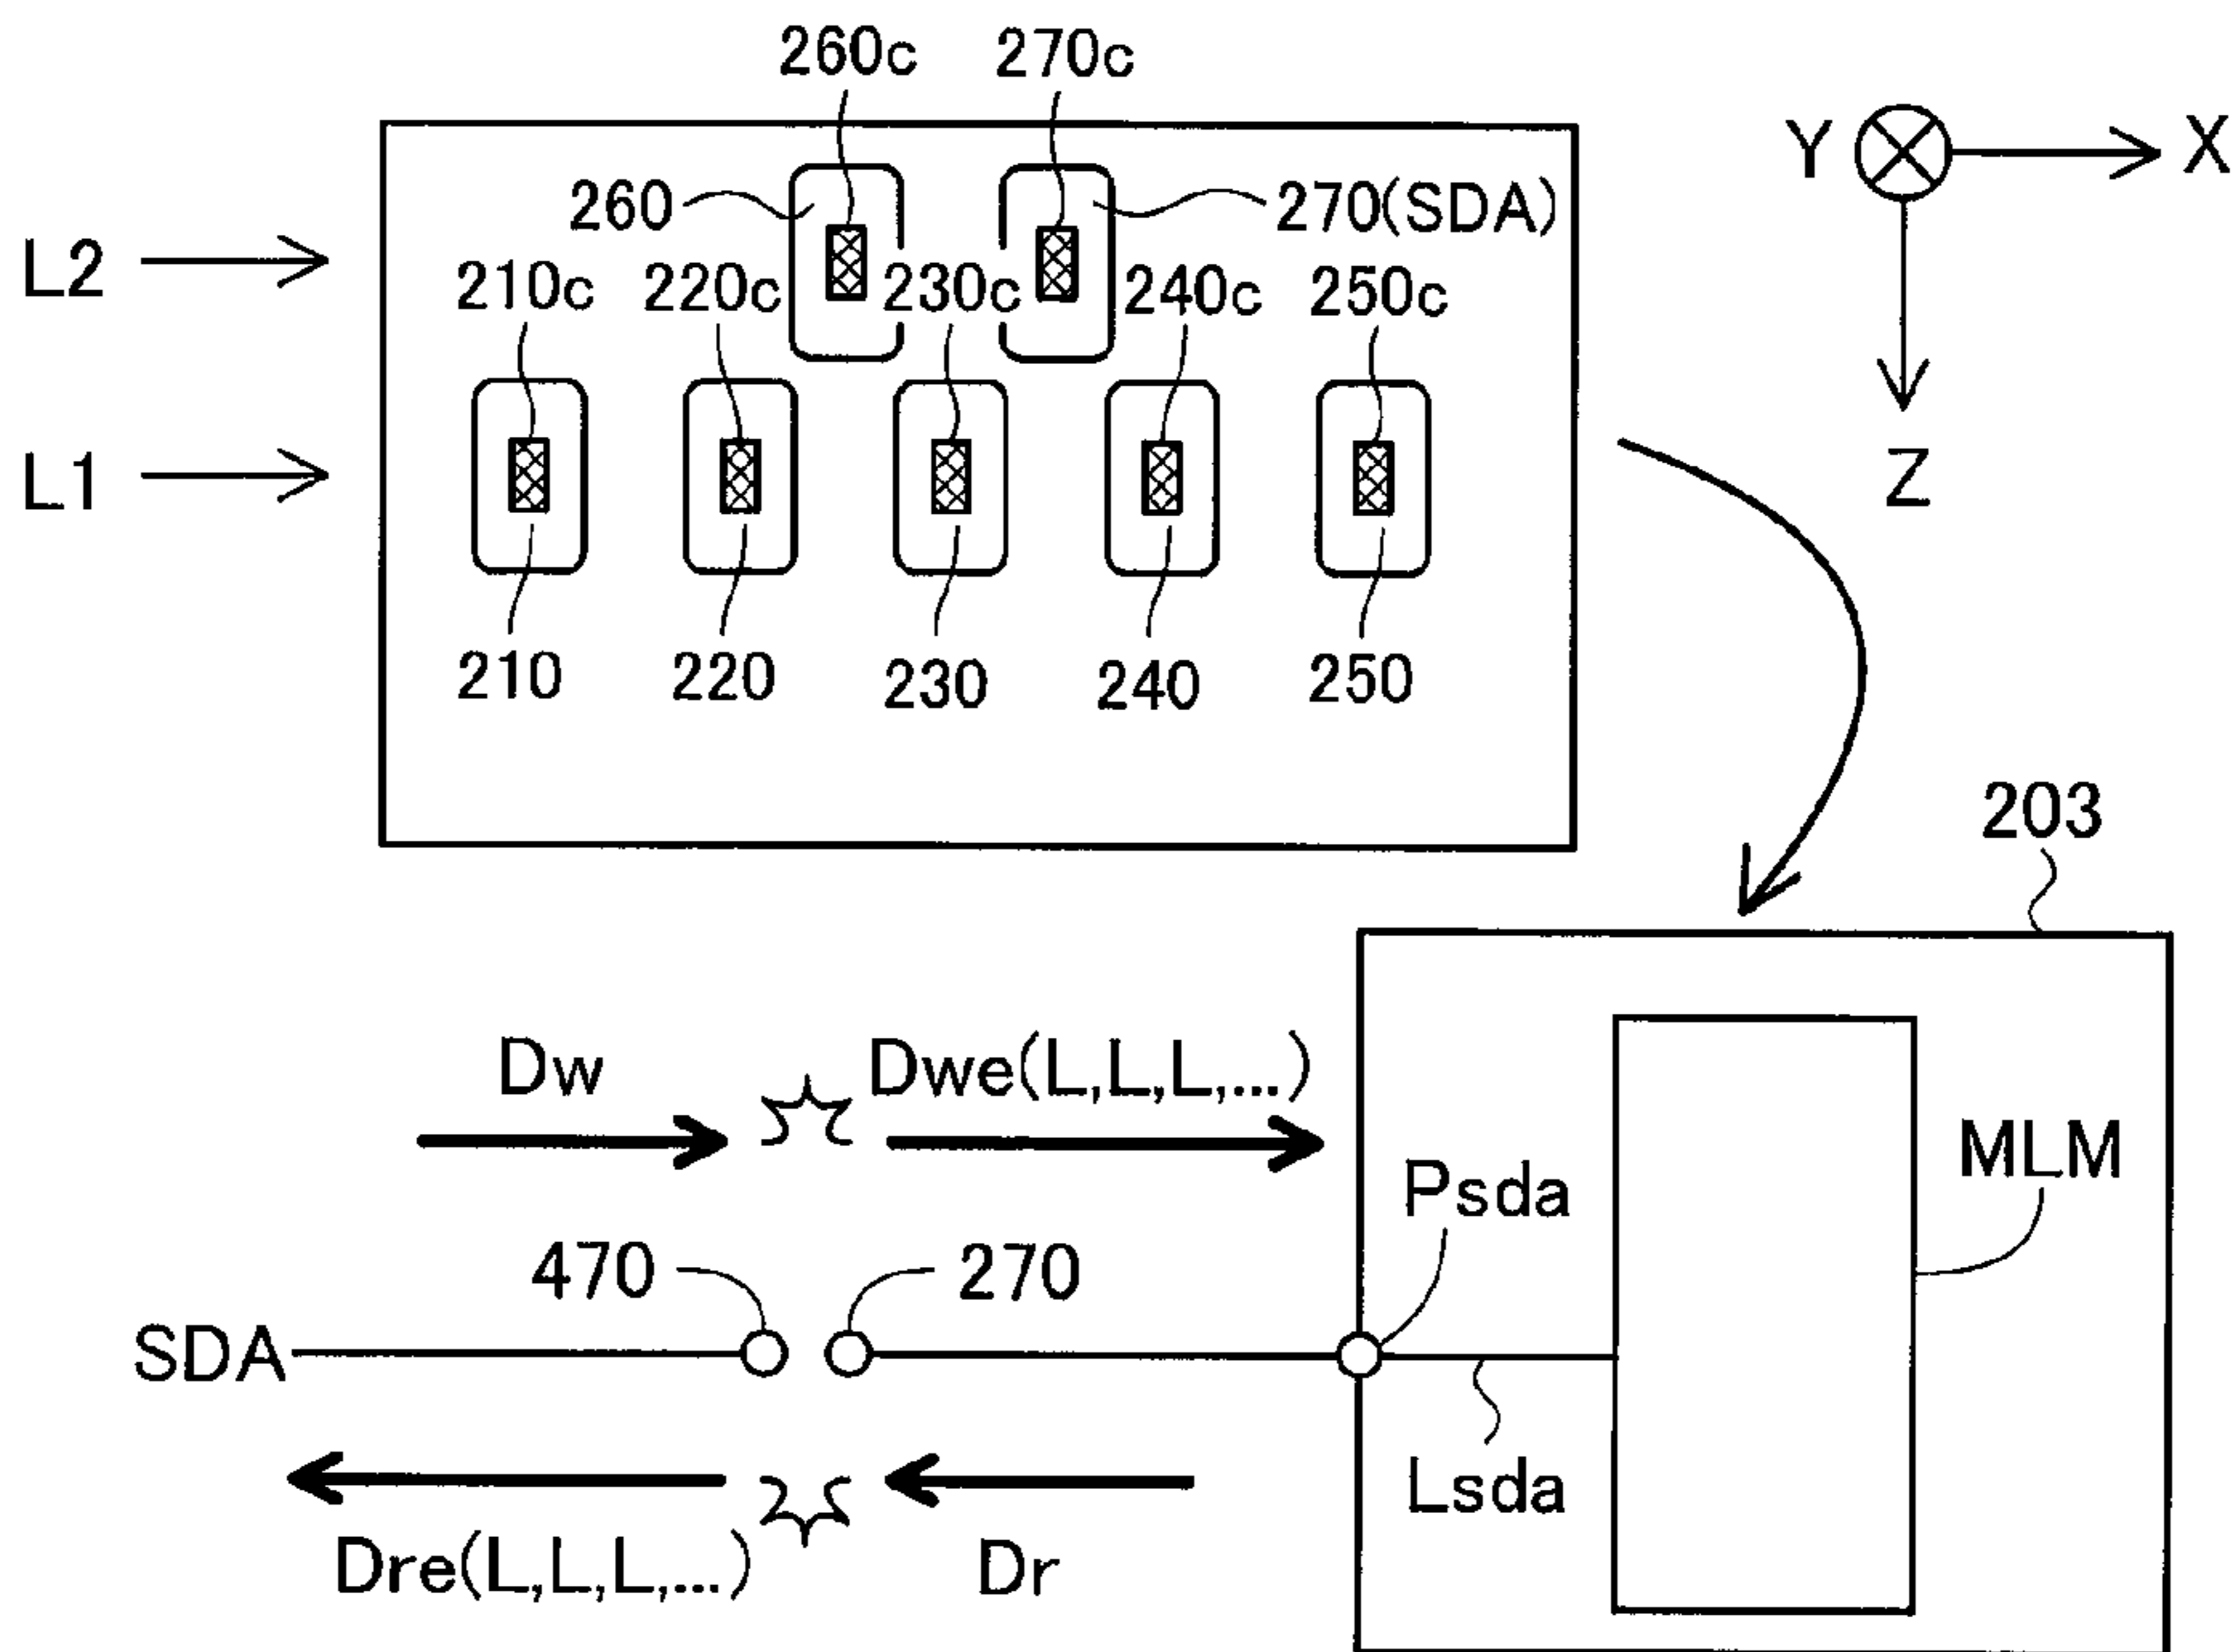 260c 270c
Y X
260 270(SDA)
L2 210c 220c 230c 240c 250c
L1 Z
210 220 230 240 250
203
Dw Dwe(L,L,L,...)
Psda MLM
470 270
SDA
Lsda
Dre(L,L,L,...) Dr